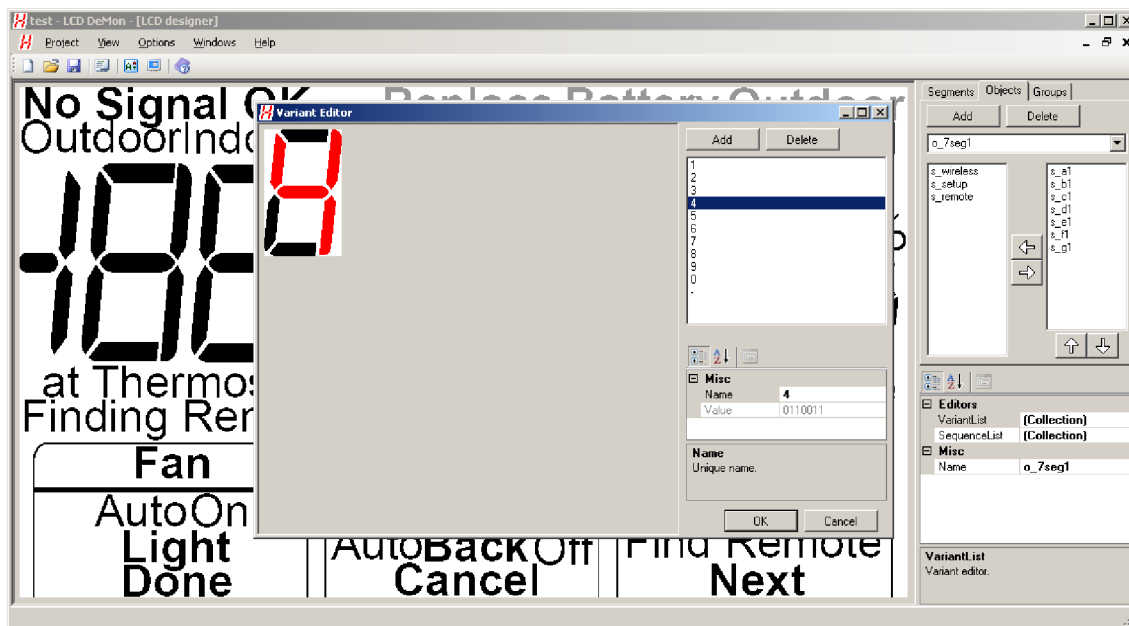 test - LCD DeMon - [LCD designer]
Project View Options Windows Help
No Signal OK
Replace Battery Outdoor
OutdoorIndo
at Thermos
Finding Rem
Fan
AutoOn
Light
Done
AutoBackOff
Cancel
Find Remote
Next
%
Variant Editor
Add Delete
1
2
3
4
5
6
7
8
9
0
-
Misc
Name 4
Value 0110011
Name
Unique name.
OK Cancel
Segments Objects Groups
Add Delete
o_7seg1
s_wireless
s_setup
s_remote
s_a1
s_b1
s_c1
s_d1
s_e1
s_f1
s_g1
Editors
VariantList (Collection)
SequenceList (Collection)
Misc
Name o_7seg1
VariantList
Variant editor.